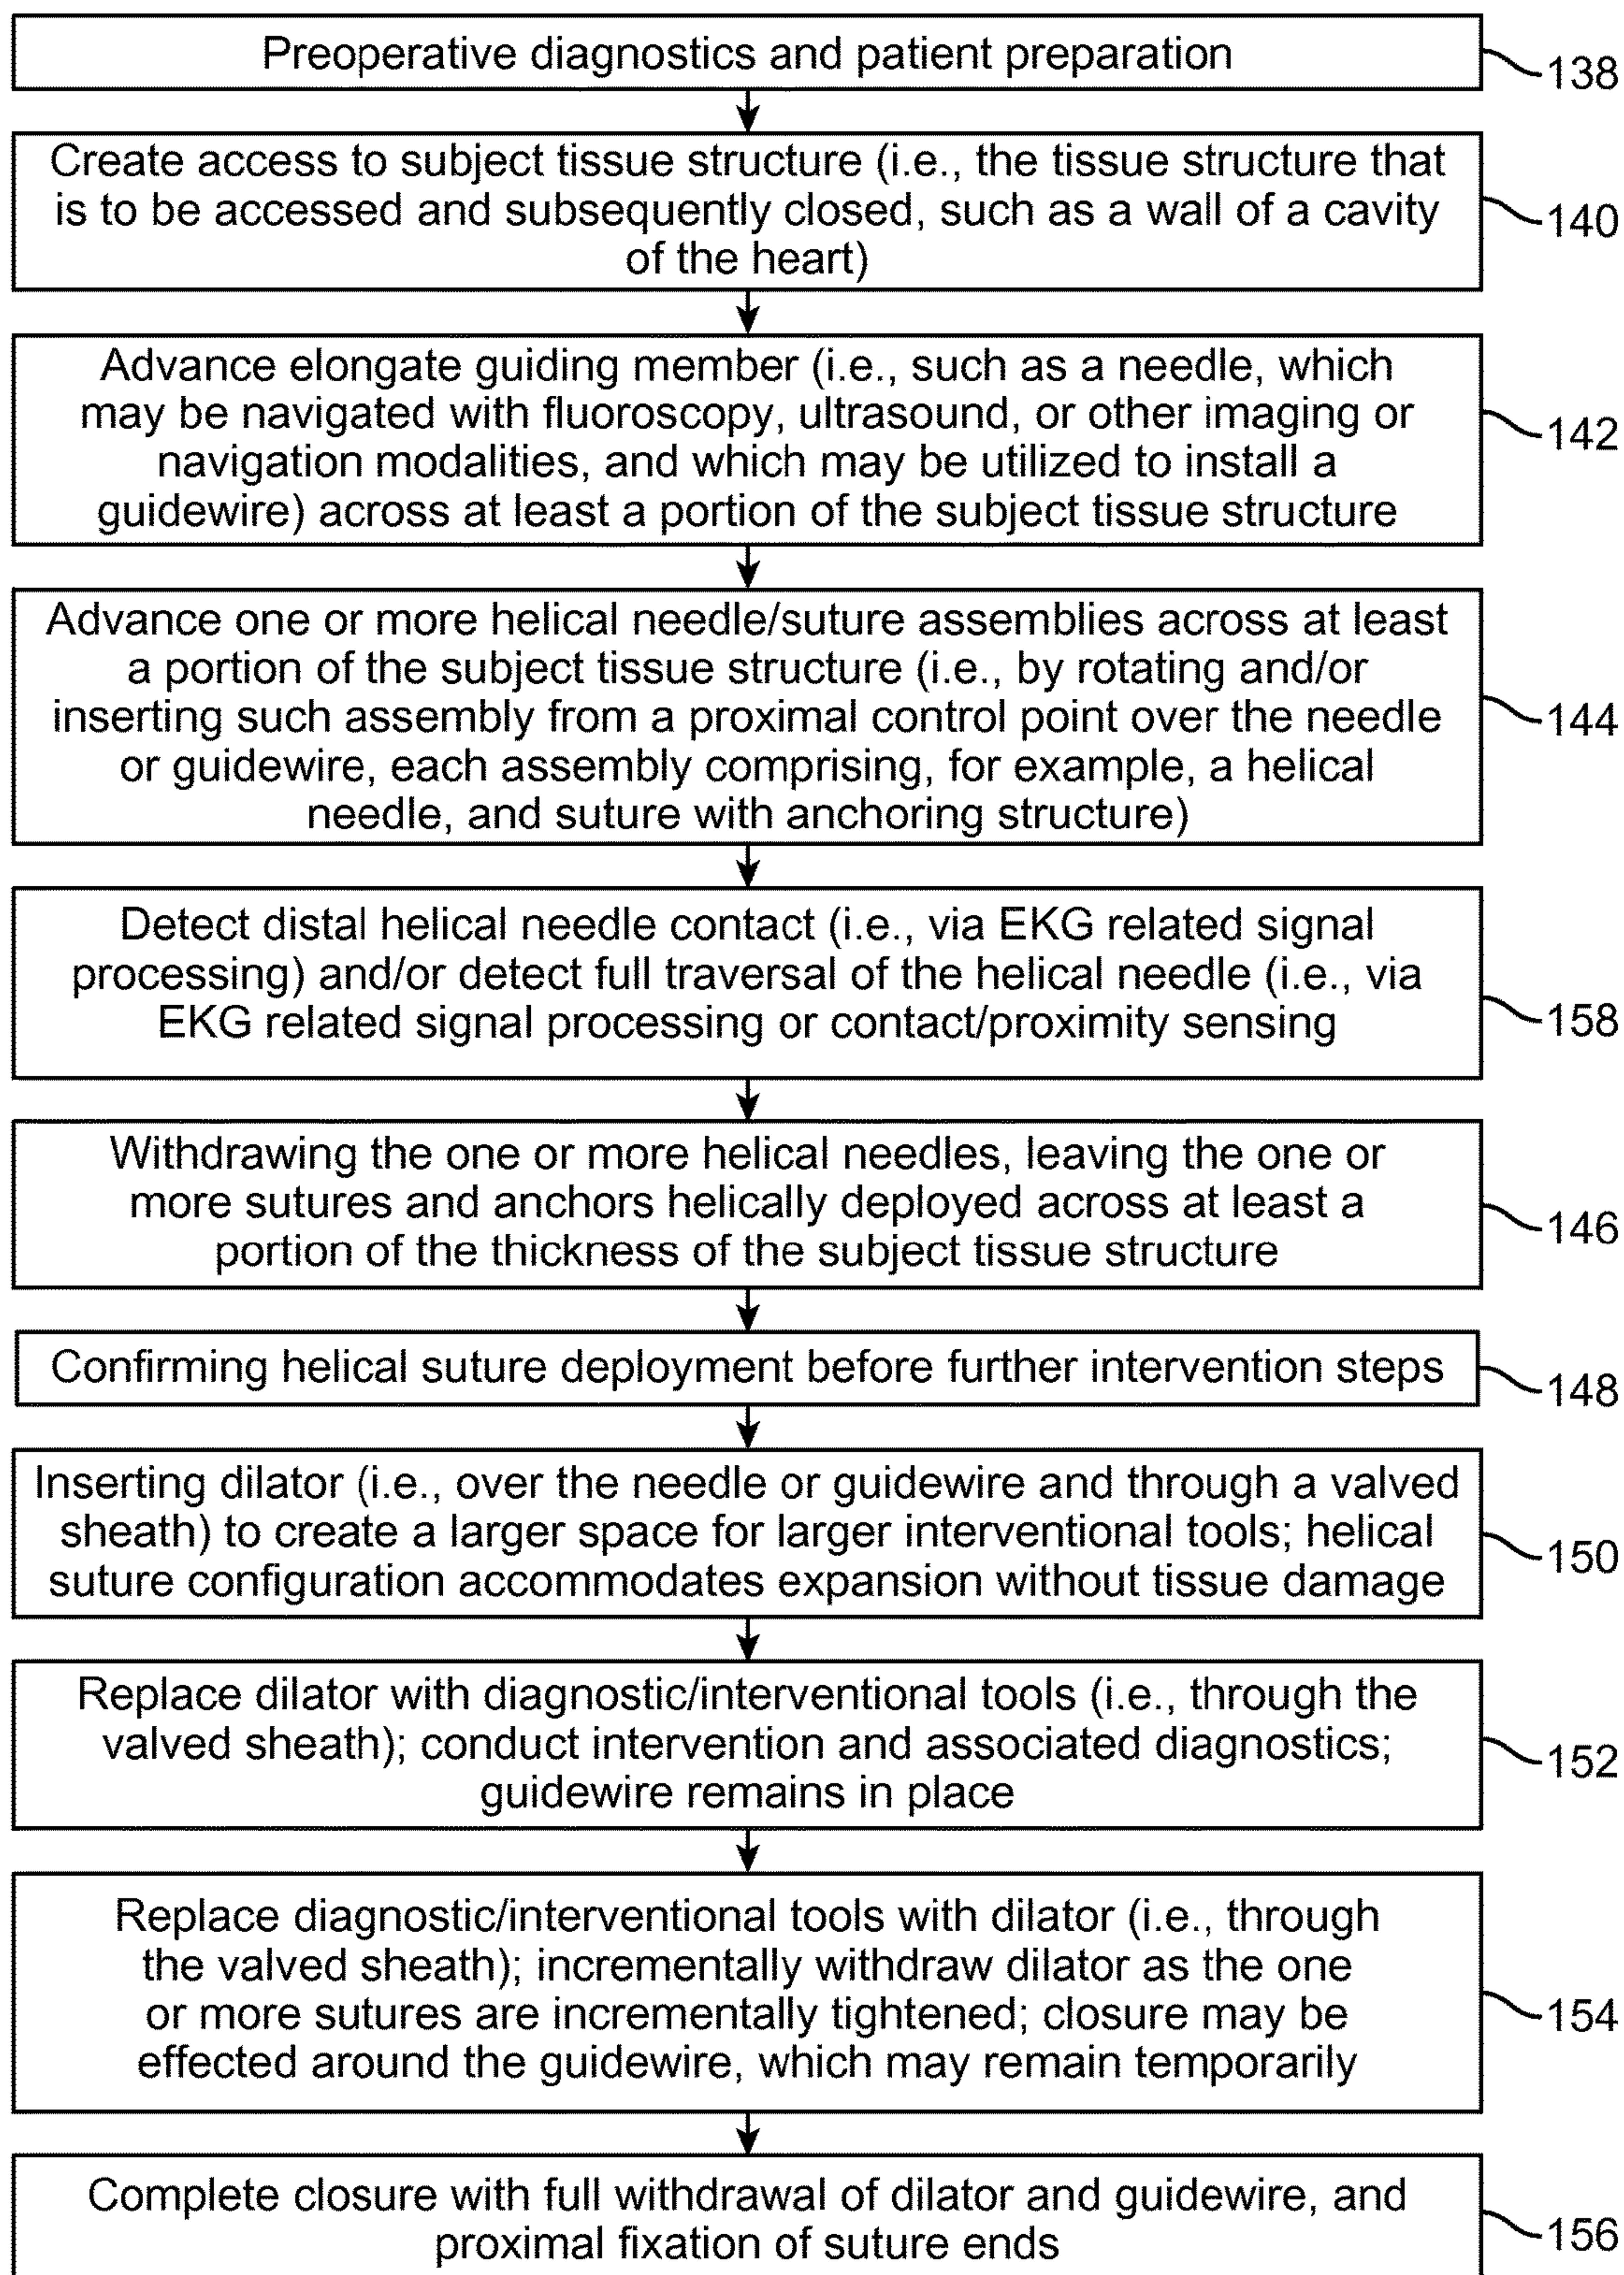 Preoperative diagnostics and patient preparation
138
Create access to subject tissue structure (i.e., the tissue structure that
is to be accessed and subsequently closed, such as a wall of a cavity
of the heart)
140
Advance elongate guiding member (i.e., such as a needle, which
may be navigated with fluoroscopy, ultrasound, or other imaging or
navigation modalities, and which may be utilized to install a
guidewire) across at least a portion of the subject tissue structure
142
Advance one or more helical needle/suture assemblies across at least
a portion of the subject tissue structure (i.e., by rotating and/or
inserting such assembly from a proximal control point over the needle
or guidewire, each assembly comprising, for example, a helical
needle, and suture with anchoring structure)
144
Detect distal helical needle contact (i.e., via EKG related signal
processing) and/or detect full traversal of the helical needle (i.e., via
EKG related signal processing or contact/proximity sensing
158
Withdrawing the one or more helical needles, leaving the one or
more sutures and anchors helically deployed across at least a
portion of the thickness of the subject tissue structure
146
Confirming helical suture deployment before further intervention steps
148
Inserting dilator (i.e., over the needle or guidewire and through a valved
sheath) to create a larger space for larger interventional tools; helical
suture configuration accommodates expansion without tissue damage
150
Replace dilator with diagnostic/interventional tools (i.e., through the
valved sheath); conduct intervention and associated diagnostics;
guidewire remains in place
152
Replace diagnostic/interventional tools with dilator (i.e., through
the valved sheath); incrementally withdraw dilator as the one
or more sutures are incrementally tightened; closure may be
effected around the guidewire, which may remain temporarily
154
Complete closure with full withdrawal of dilator and guidewire, and
proximal fixation of suture ends
156